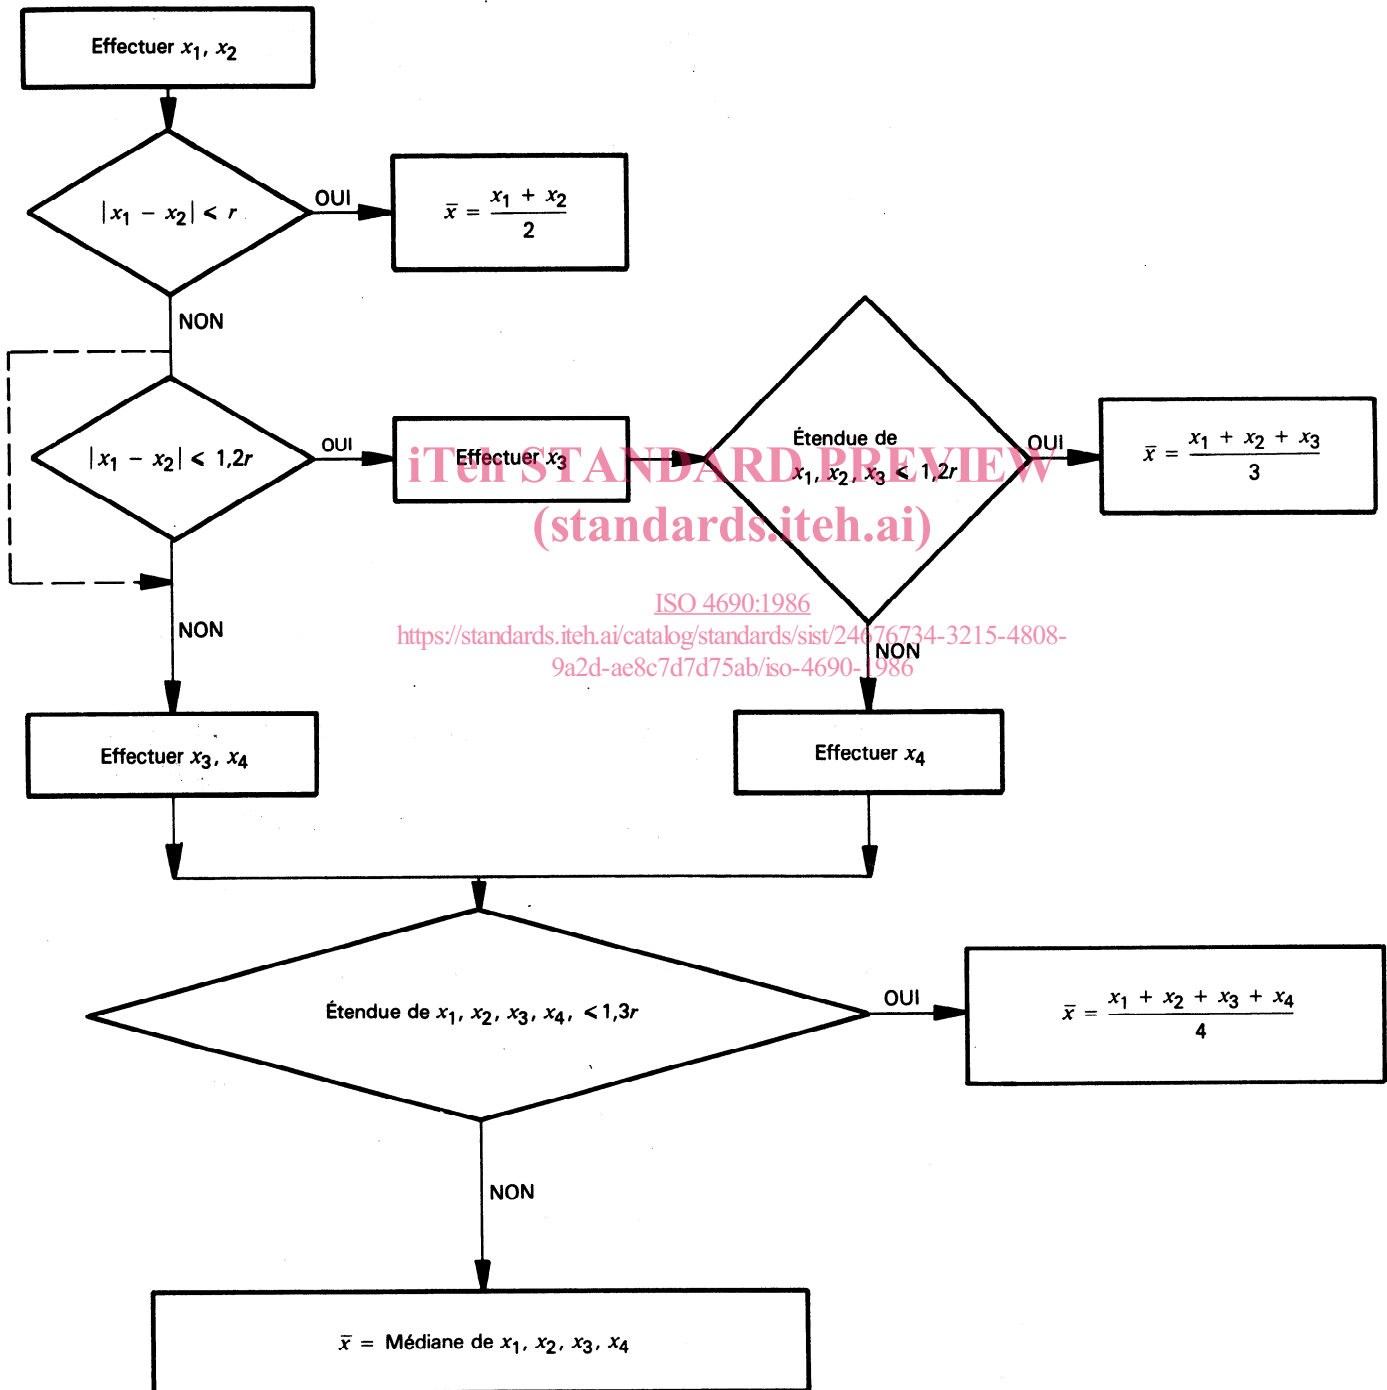 Effectuer x₁, x₂
|x₁ − x₂| < r
OUI
x̄ = (x₁ + x₂) / 2
NON
|x₁ − x₂| < 1,2r
OUI
Effectuer x₃
Étendue de
x₁, x₂, x₃ < 1,2r
OUI
x̄ = (x₁ + x₂ + x₃) / 3
iTeh STANDARD PREVIEW
(standards.iteh.ai)
ISO 4690:1986
https://standards.iteh.ai/catalog/standards/sist/24676734-3215-4808-
9a2d-ae8c7d7d75ab/iso-4690-1986
NON
NON
Effectuer x₃, x₄
Effectuer x₄
Étendue de x₁, x₂, x₃, x₄, < 1,3r
OUI
x̄ = (x₁ + x₂ + x₃ + x₄) / 4
NON
x̄ = Médiane de x₁, x₂, x₃, x₄